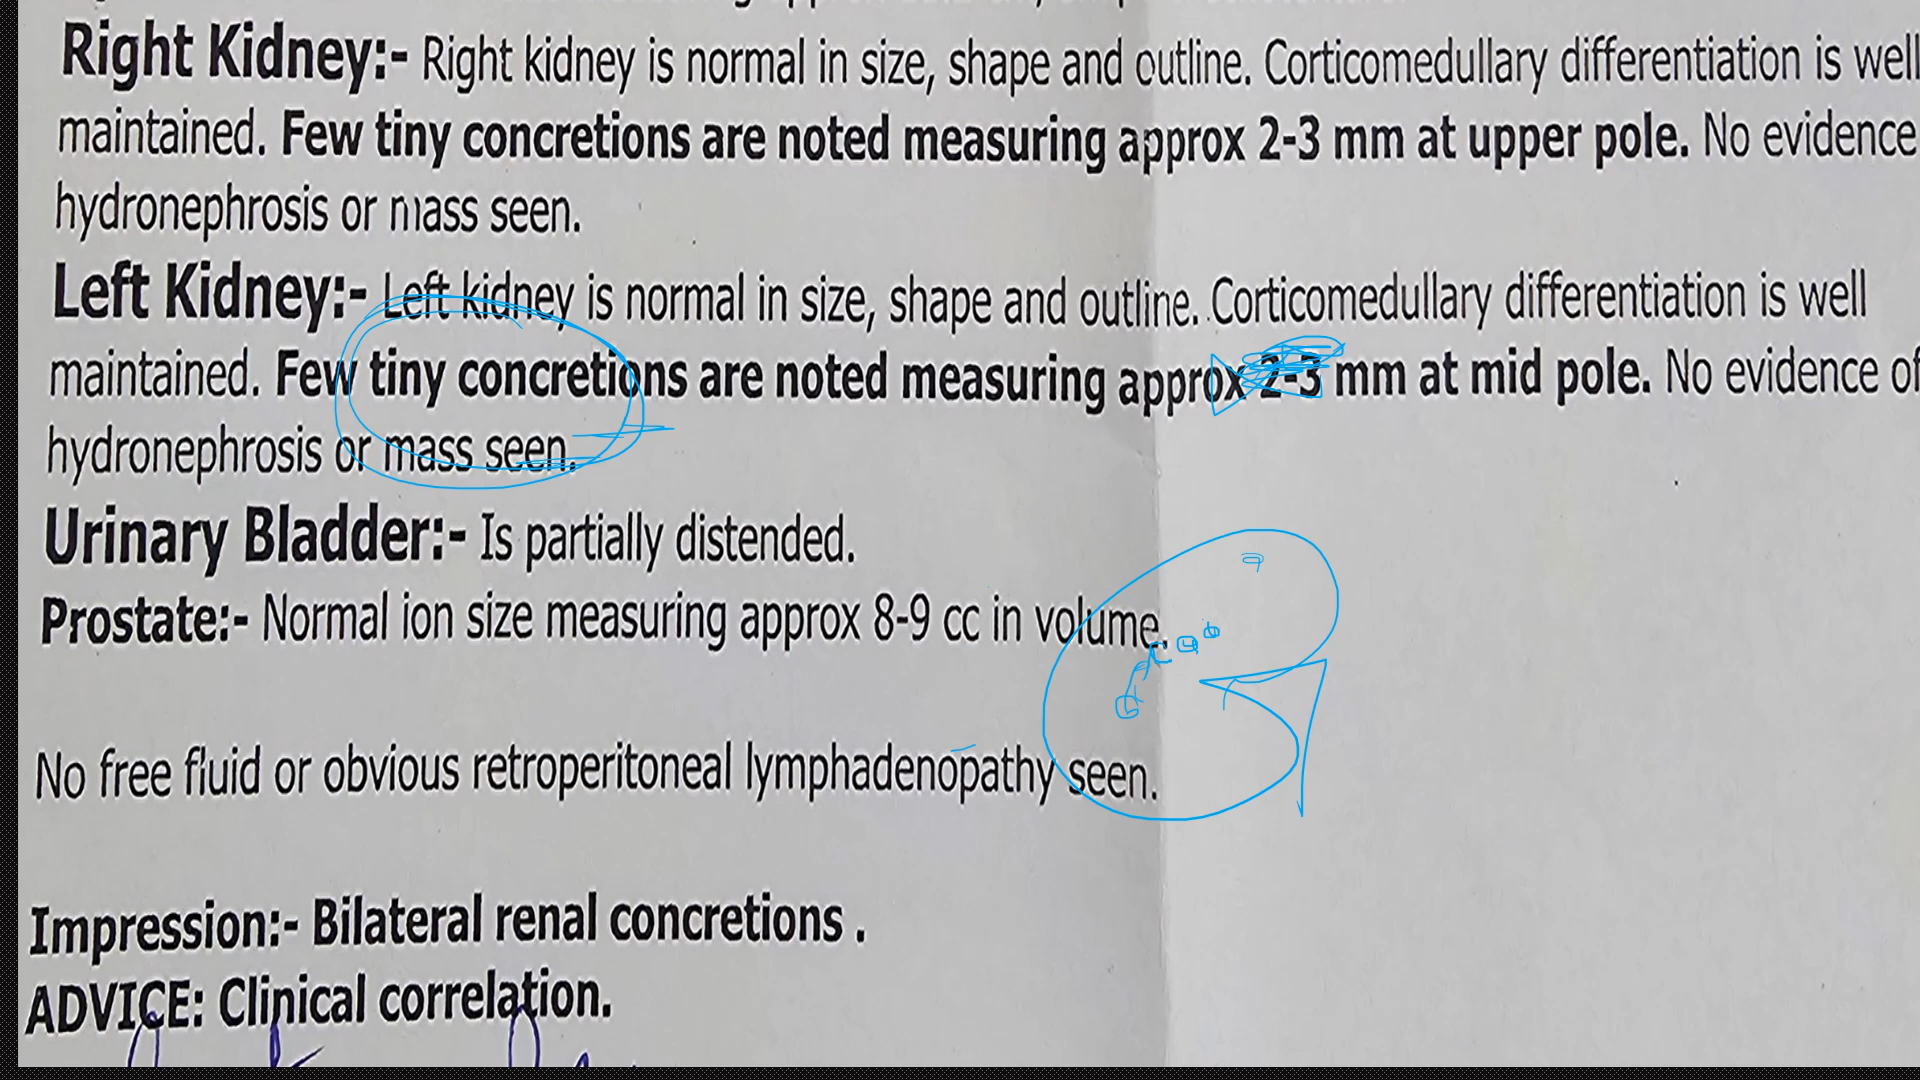 Right Kidney:- Right kidney is normal in size, shape and outline. Corticomedullary differentiation is well
maintained. Few tiny concretions are noted measuring approx 2-3 mm at upper pole. No evidence
hydronephrosis or mass seen.
Left Kidney:- Left kidney is normal in size, shape and outline. Corticomedullary differentiation is well
maintained. Few tiny concretions are noted measuring approx 2-3 mm at mid pole. No evidence of
hydronephrosis or mass seen.
Urinary Bladder:- Is partially distended.
Prostate:- Normal ion size measuring approx 8-9 cc in volume.
No free fluid or obvious retroperitoneal lymphadenopathy seen.
Impression:- Bilateral renal concretions .
ADVICE: Clinical correlation.